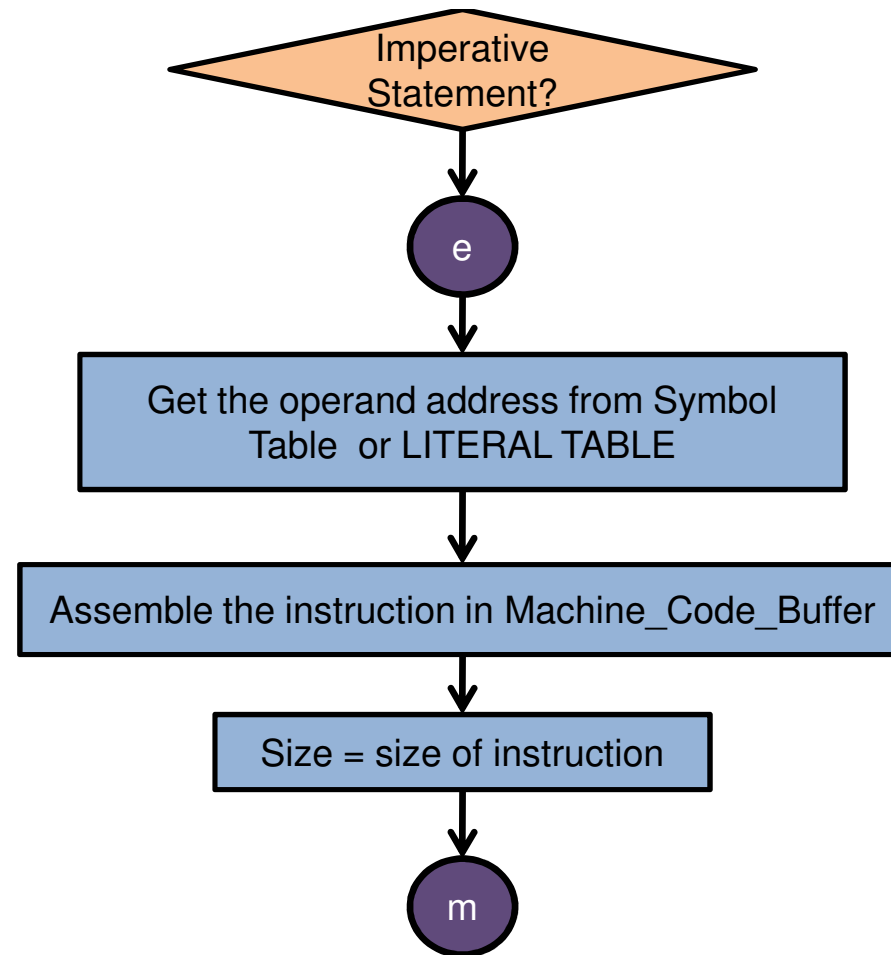 Imperative
Statement?
e
Get the operand address from Symbol
Table or LITERAL TABLE
Assemble the instruction in Machine_Code_Buffer
Size = size of instruction
m